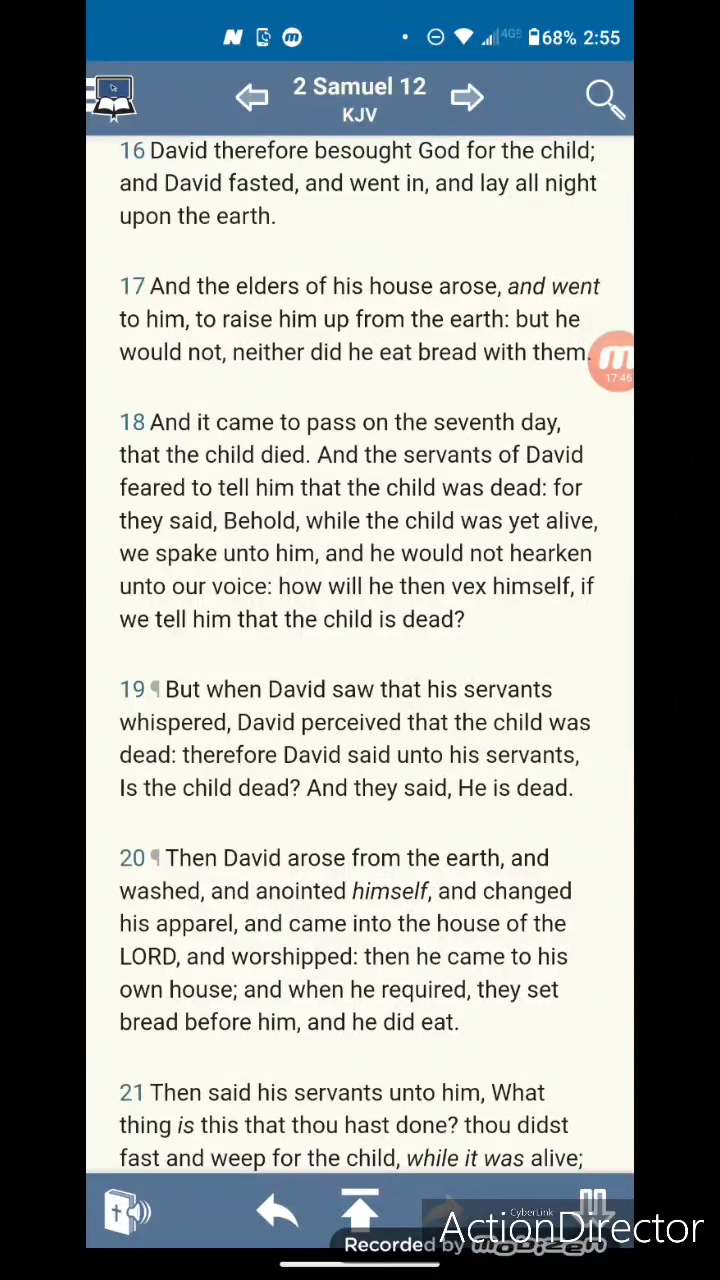 N m • 4G 68% 2:55
2 Samuel 12
KJV
16 David therefore besought God for the child;
and David fasted, and went in, and lay all night
upon the earth.
17 And the elders of his house arose, and went
to him, to raise him up from the earth: but he
would not, neither did he eat bread with them.
m
17:46
18 And it came to pass on the seventh day,
that the child died. And the servants of David
feared to tell him that the child was dead: for
they said, Behold, while the child was yet alive,
we spake unto him, and he would not hearken
unto our voice: how will he then vex himself, if
we tell him that the child is dead?
19 ¶ But when David saw that his servants
whispered, David perceived that the child was
dead: therefore David said unto his servants,
Is the child dead? And they said, He is dead.
20 ¶ Then David arose from the earth, and
washed, and anointed himself, and changed
his apparel, and came into the house of the
LORD, and worshipped: then he came to his
own house; and when he required, they set
bread before him, and he did eat.
21 Then said his servants unto him, What
thing is this that thou hast done? thou didst
fast and weep for the child, while it was alive;
CyberLink
ActionDirector
Recorded by mobizen